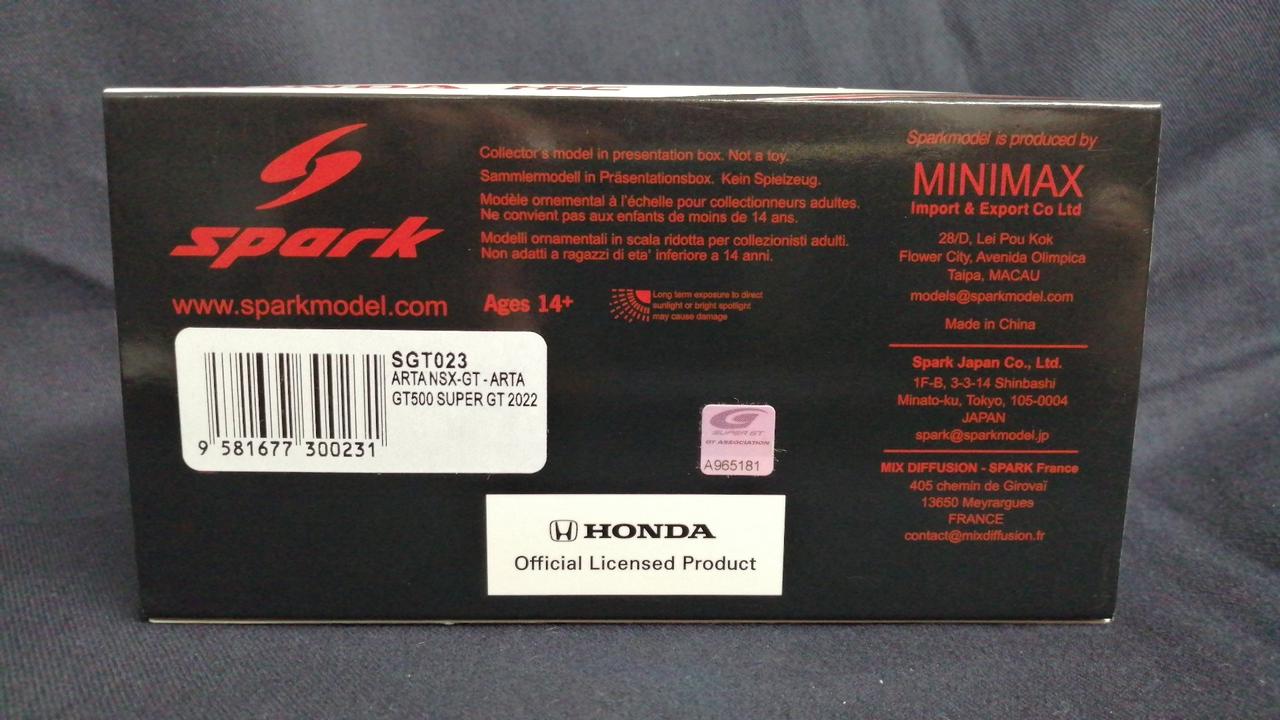 spark
www.sparkmodel.com
Collector's model in presentation box. Not a toy.
Sammlermodell in Präsentationsbox. Kein Spielzeug.
Modèle ornemental à l'échelle pour collectionneurs adultes.
Ne convient pas aux enfants de moins de 14 ans.
Modelli ornamentali in scala ridotta per collezionisti adulti.
Non adatti a ragazzi di eta' inferiore a 14 anni.
Ages 14+
Long term exposure to direct
sunlight or bright spotlight
may cause damage
SGT023
ARTA NSX-GT - ARTA
GT500 SUPER GT 2022
9 581677 300231
SUPER GT
GT ASSOCIATION
A965181
HONDA
Official Licensed Product
Sparkmodel is produced by
MINIMAX
Import & Export Co Ltd
28/D, Lei Pou Kok
Flower City, Avenida Olimpica
Taipa, MACAU
models@sparkmodel.com
Made in China
Spark Japan Co., Ltd.
1F-B, 3-3-14 Shinbashi
Minato-ku, Tokyo, 105-0004
JAPAN
spark@sparkmodel.jp
MIX DIFFUSION - SPARK France
405 chemin de Girovaï
13650 Meyrargues
FRANCE
contact@mixdiffusion.fr